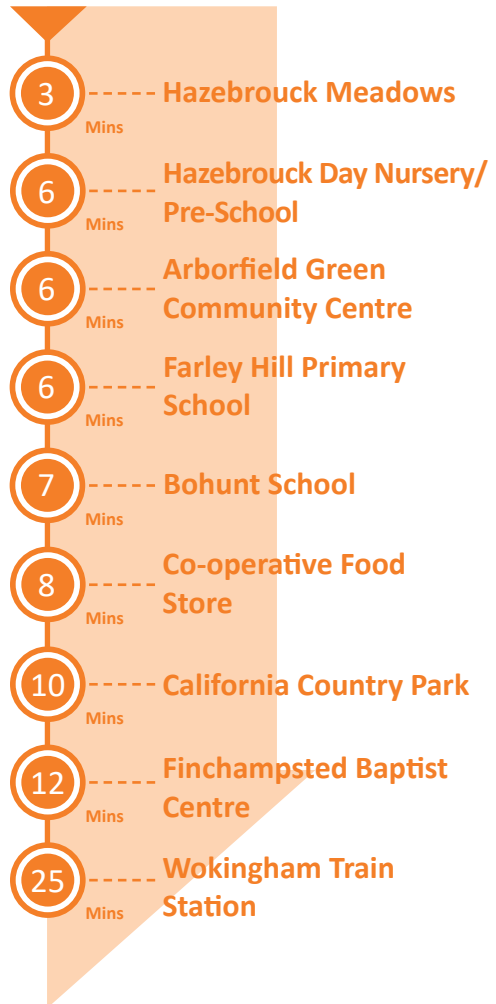 3
Mins
Hazebrouck Meadows
6
Mins
Hazebrouck Day Nursery/
Pre-School
6
Mins
Arborfield Green
Community Centre
6
Mins
Farley Hill Primary
School
7
Mins
Bohunt School
8
Mins
Co-operative Food
Store
10
Mins
California Country Park
12
Mins
Finchampsted Baptist
Centre
25
Mins
Wokingham Train
Station